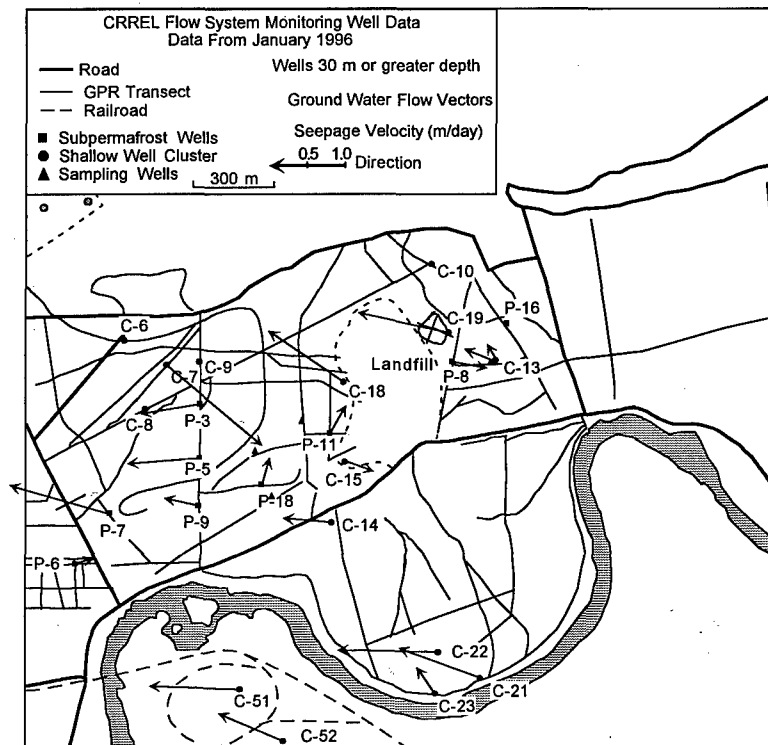 CRREL Flow System Monitoring Well Data
Data From January 1996
Road
Wells 30 m or greater depth
GPR Transect
Ground Water Flow Vectors
Railroad
Seepage Velocity (m/day)
Subpermafrost Wells
Shallow Well Cluster
0.5 1.0 Direction
Sampling Wells
300 m
C-10
C-19
P-16
C-6
C-7
C-9
Landfill
P-8
C-13
C-18
C-8
P-3
P-11
P-5
C-15
P-18
P-7
P-9
C-14
P-6
C-22
C-21
C-51
C-23
C-52